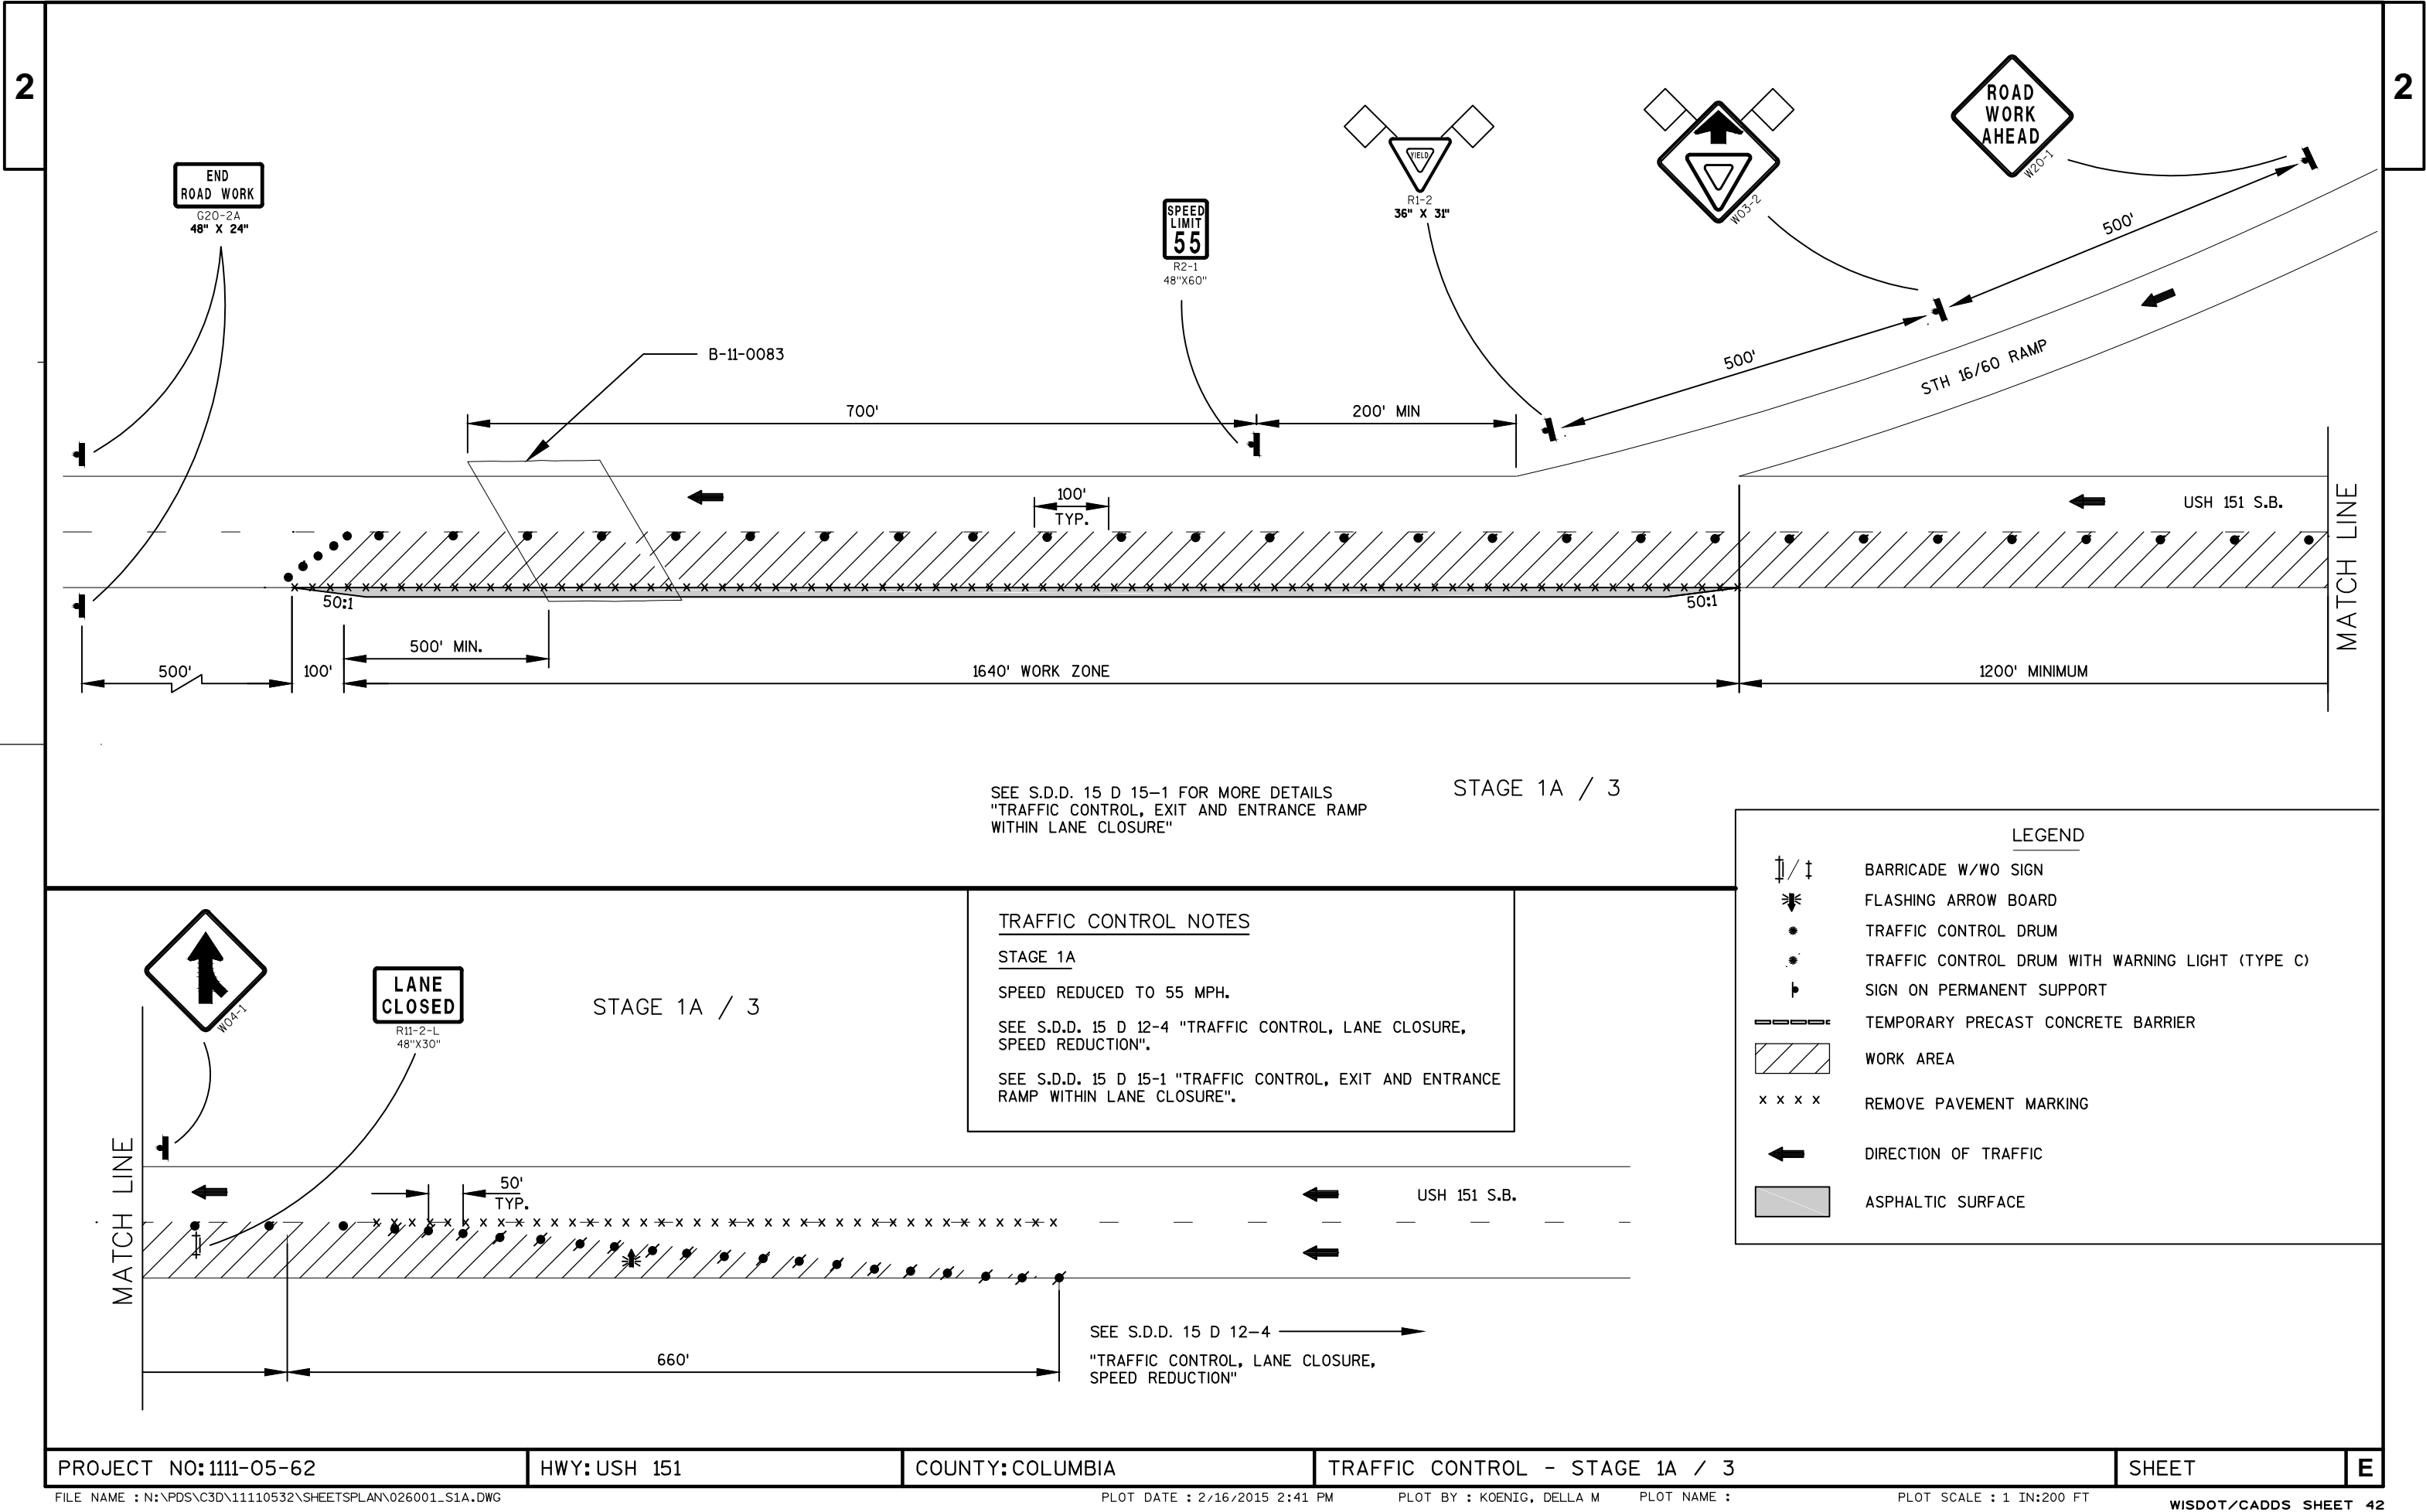 2
2
ROAD
WORK
AHEAD
W20-1
W03-2
YIELD
R1-2
36" X 31"
END
ROAD WORK
G20-2A
48" X 24"
SPEED
LIMIT
55
R2-1
48"X60"
500'
500'
STH 16/60 RAMP
B-11-0083
700'
200' MIN
100'
TYP.
USH 151 S.B.
MATCH LINE
50:1
50:1
500' MIN.
500'
100'
1640' WORK ZONE
1200' MINIMUM
SEE S.D.D. 15 D 15-1 FOR MORE DETAILS
"TRAFFIC CONTROL, EXIT AND ENTRANCE RAMP
WITHIN LANE CLOSURE"
STAGE 1A / 3
LEGEND
BARRICADE W/WO SIGN
FLASHING ARROW BOARD
TRAFFIC CONTROL DRUM
TRAFFIC CONTROL DRUM WITH WARNING LIGHT (TYPE C)
SIGN ON PERMANENT SUPPORT
TEMPORARY PRECAST CONCRETE BARRIER
WORK AREA
X X X X REMOVE PAVEMENT MARKING
DIRECTION OF TRAFFIC
ASPHALTIC SURFACE
TRAFFIC CONTROL NOTES
STAGE 1A
SPEED REDUCED TO 55 MPH.
SEE S.D.D. 15 D 12-4 "TRAFFIC CONTROL, LANE CLOSURE,
SPEED REDUCTION".
SEE S.D.D. 15 D 15-1 "TRAFFIC CONTROL, EXIT AND ENTRANCE
RAMP WITHIN LANE CLOSURE".
W04-1
LANE
CLOSED
R11-2-L
48"X30"
STAGE 1A / 3
MATCH LINE
50'
TYP.
USH 151 S.B.
660'
SEE S.D.D. 15 D 12-4
"TRAFFIC CONTROL, LANE CLOSURE,
SPEED REDUCTION"
PROJECT NO:1111-05-62
HWY:USH 151
COUNTY:COLUMBIA
TRAFFIC CONTROL - STAGE 1A / 3
SHEET
E
FILE NAME : N:\PDS\C3D\11110532\SHEETSPLAN\026001_S1A.DWG
PLOT DATE : 2/16/2015 2:41 PM
PLOT BY : KOENIG, DELLA M
PLOT NAME :
PLOT SCALE : 1 IN:200 FT
WISDOT/CADDS SHEET 42